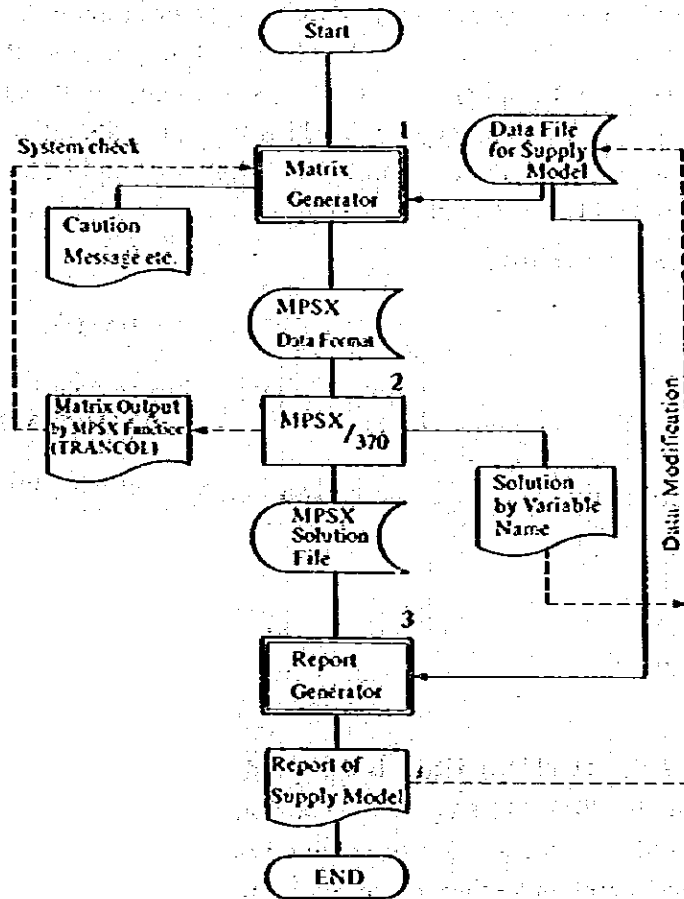 Start
System check
1
Matrix
Generator
Data File
for Supply
Model
Caution
Message etc.
MPSX
Data Format
Matrix Output
by MPSX Function
(TRANCOL)
2
MPSX/370
Solution
by Variable
Name
MPSX
Solution
File
Data Modification
3
Report
Generator
Report of
Supply Model
END